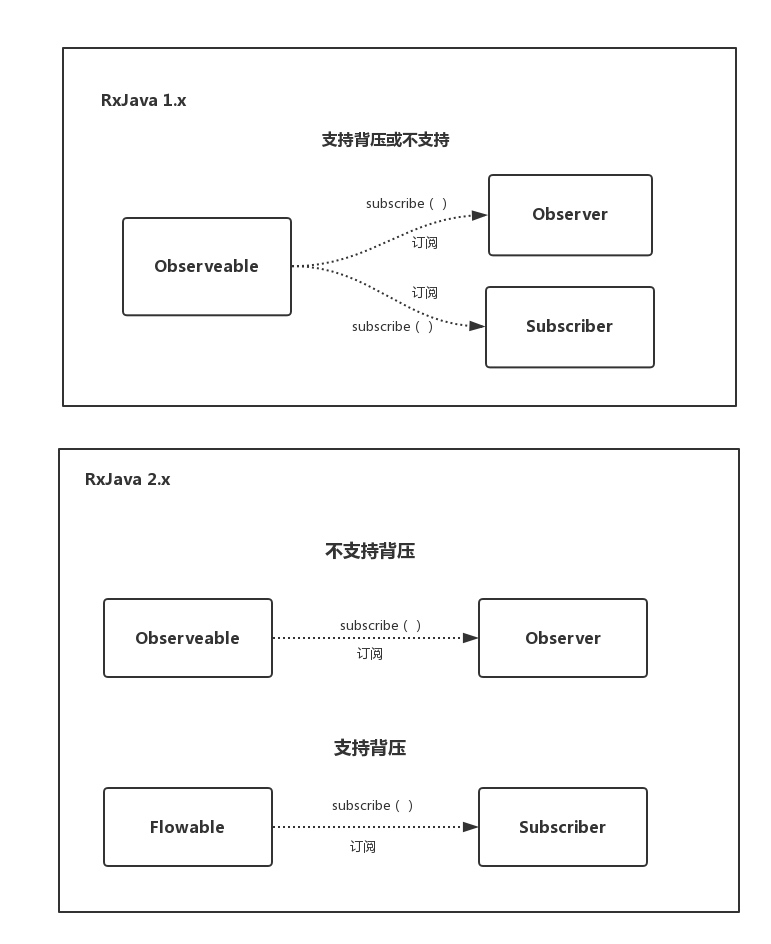 RxJava 1.x
支持背压或不支持
subscribe ( )
Observer
订阅
Observeable
订阅
subscribe ( )
Subscriber
RxJava 2.x
不支持背压
Observeable
subscribe ( )
订阅
Observer
支持背压
Flowable
subscribe ( )
订阅
Subscriber